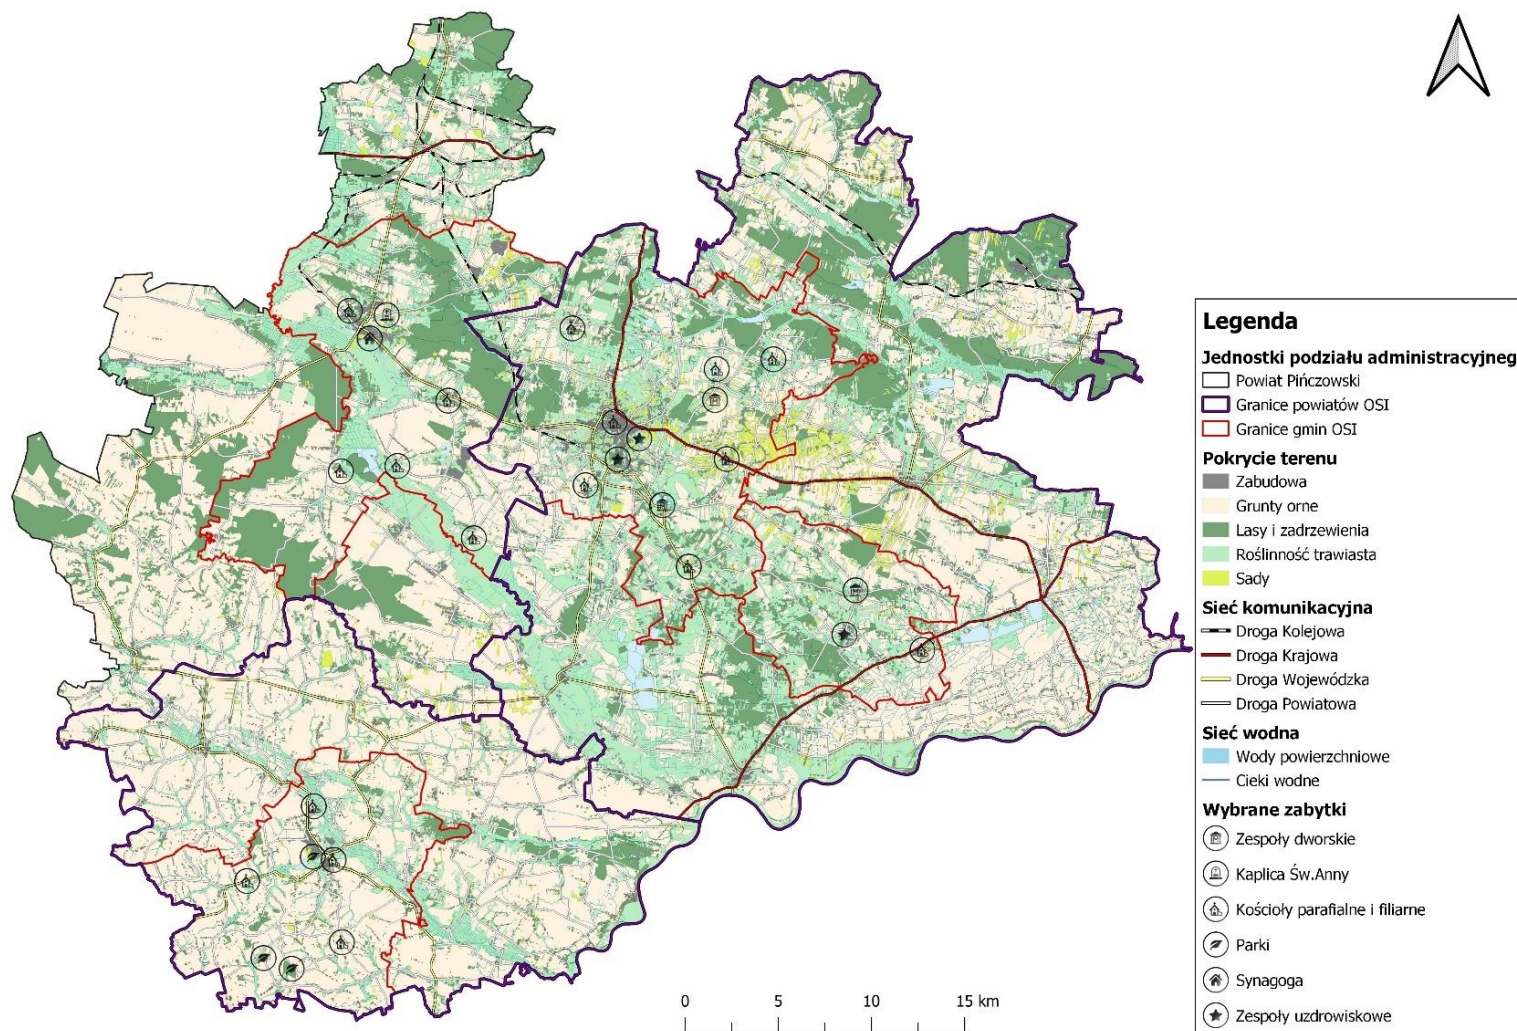 Legenda
Jednostki podziału administracyjneg
Powiat Pińczowski
Granice powiatów OSI
Granice gmin OSI
Pokrycie terenu
Zabudowa
Grunty orne
Lasy i zadrzewienia
Roślinność trawiasta
Sady
Sieć komunikacyjna
Droga Kolejowa
Droga Krajowa
Droga Wojewódzka
Droga Powiatowa
Sieć wodna
Wody powierzchniowe
Cieki wodne
Wybrane zabytki
Zespoły dworskie
Kaplica Św.Anny
Kościoły parafialne i filiarne
Parki
Synagoga
Zespoły uzdrowiskowe
0 5 10 15 km